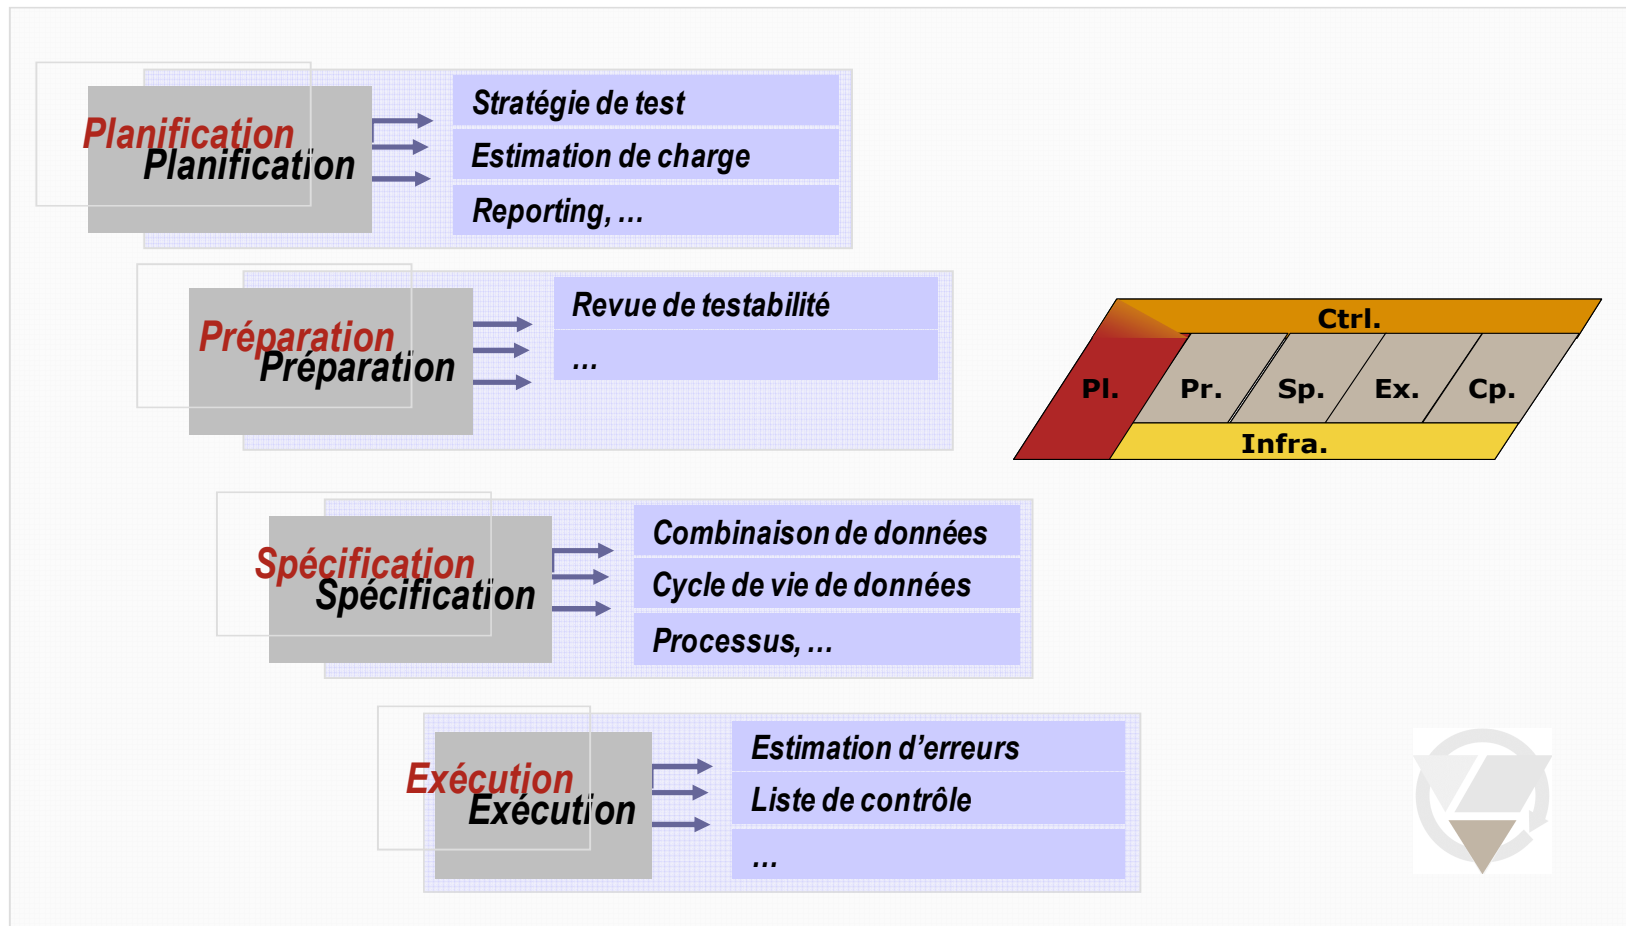 Planification
Planification
Stratégie de test
Estimation de charge
Reporting, …
Préparation
Préparation
Revue de testabilité
…
Ctrl.
Pl.
Pr.
Sp.
Ex.
Cp.
Infra.
Spécification
Spécification
Combinaison de données
Cycle de vie de données
Processus, …
Exécution
Exécution
Estimation d’erreurs
Liste de contrôle
…